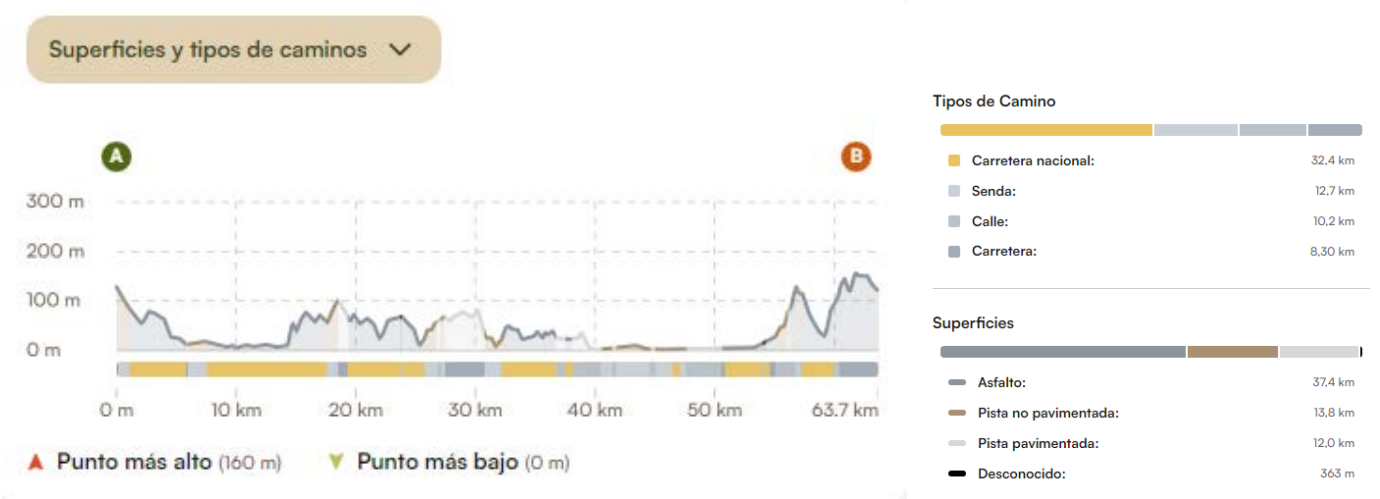 Superficies y tipos de caminos
A
B
300 m
200 m
100 m
0 m
0 m
10 km
20 km
30 km
40 km
50 km
63.7 km
Punto más alto (160 m)
Punto más bajo (0 m)
Tipos de Camino
Carretera nacional: 32,4 km
Senda: 12,7 km
Calle: 10,2 km
Carretera: 8,30 km
Superficies
Asfalto: 37,4 km
Pista no pavimentada: 13,8 km
Pista pavimentada: 12.0 km
Desconocido: 363 m